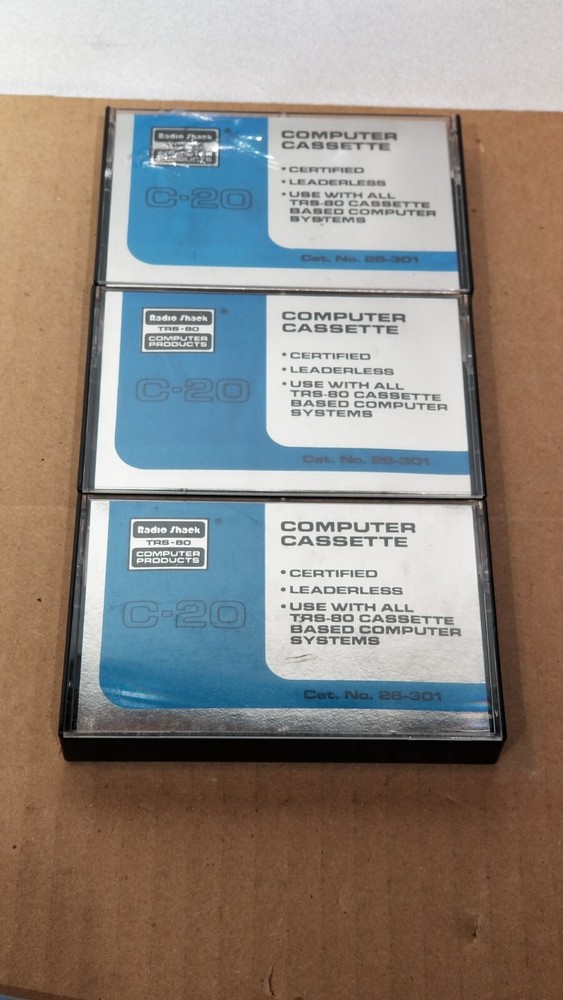 Radio Shack
PRODUCTS
C-20
COMPUTER
CASSETTE
• CERTIFIED
• LEADERLESS
• USE WITH ALL
TRS-80 CASSETTE
BASED COMPUTER
SYSTEMS
Cat. No. 26-301
Radio Shack
TRS-80
COMPUTER
PRODUCTS
C-20
COMPUTER
CASSETTE
• CERTIFIED
• LEADERLESS
• USE WITH ALL
TRS-80 CASSETTE
BASED COMPUTER
SYSTEMS
Cat. No. 26-301
Radio Shack
TRS-80
COMPUTER
PRODUCTS
C-20
COMPUTER
CASSETTE
• CERTIFIED
• LEADERLESS
• USE WITH ALL
TRS-80 CASSETTE
BASED COMPUTER
SYSTEMS
Cat. No. 26-301